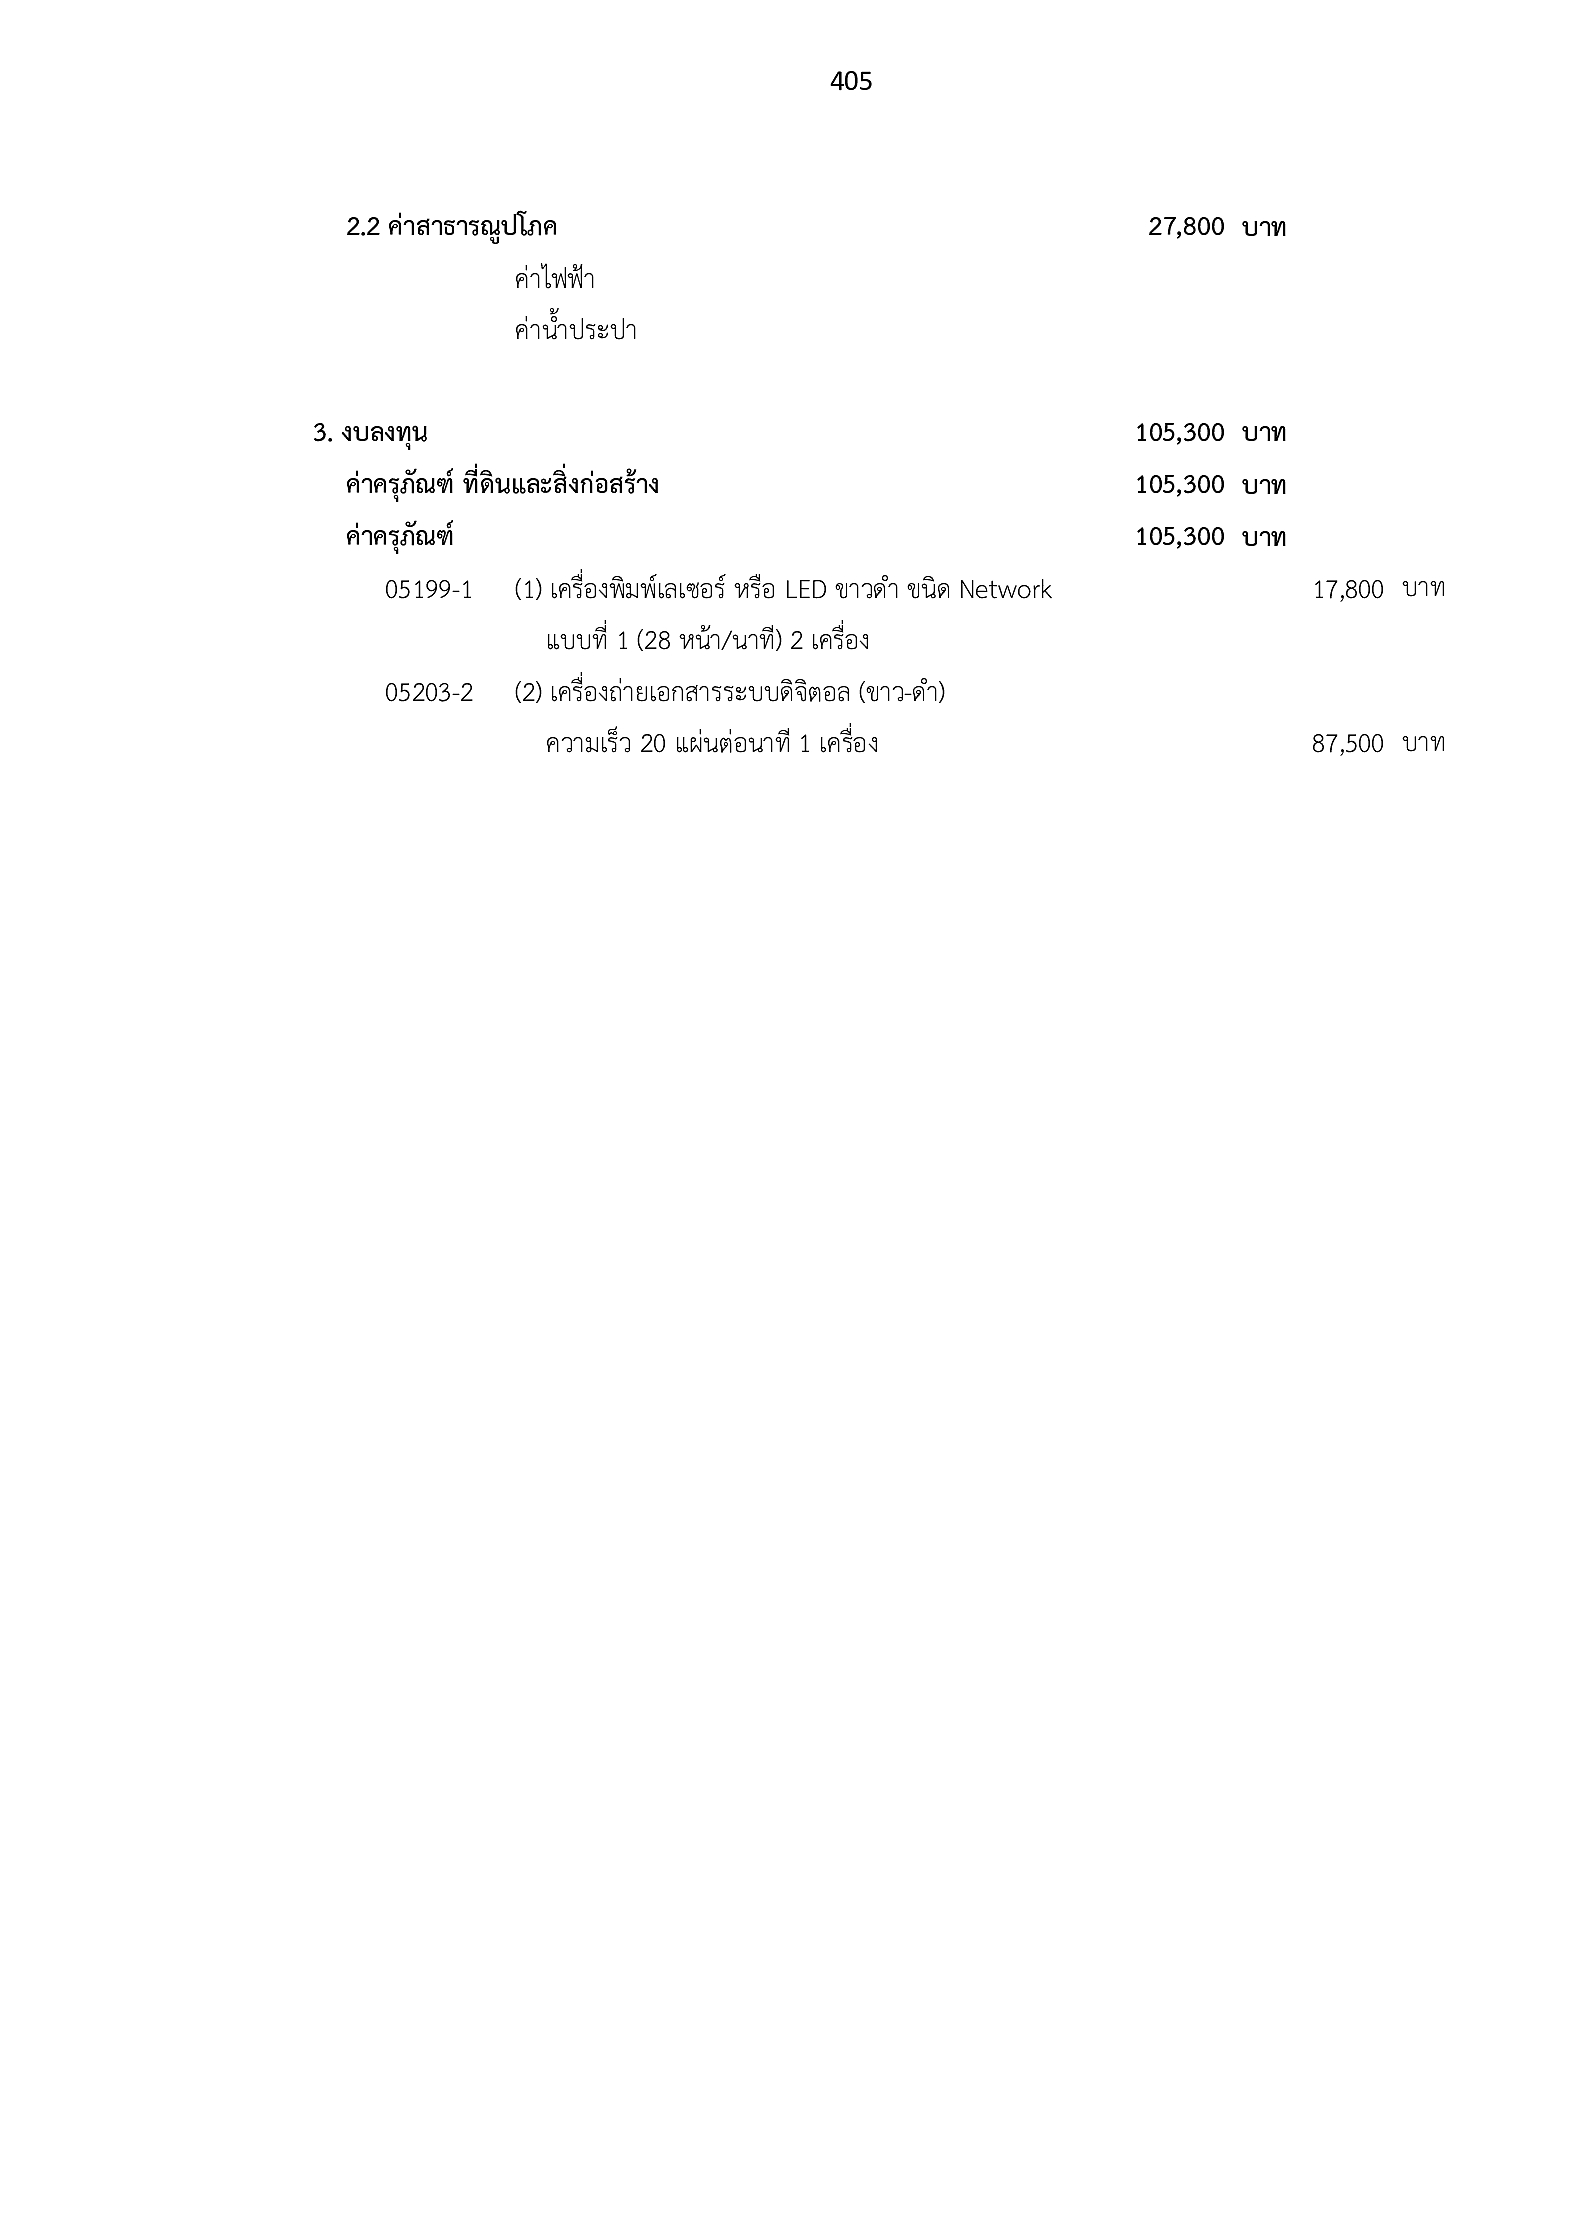 405
2.2 ค่าสาธารณูปโภค 27,800 บาท
ค่าไฟฟ้า
ค่าน้ำประปา
3. งบลงทุน 105,300 บาท
ค่าครุภัณฑ์ ที่ดินและสิ่งก่อสร้าง 105,300 บาท
ค่าครุภัณฑ์ 105,300 บาท
05199-1 (1) เครื่องพิมพ์เลเซอร์ หรือ LED ขาวดำ ชนิด Network 17,800 บาท
แบบที่ 1 (28 หน้า/นาที) 2 เครื่อง
05203-2 (2) เครื่องถ่ายเอกสารระบบดิจิตอล (ขาว-ดำ)
ความเร็ว 20 แผ่นต่อนาที 1 เครื่อง 87,500 บาท